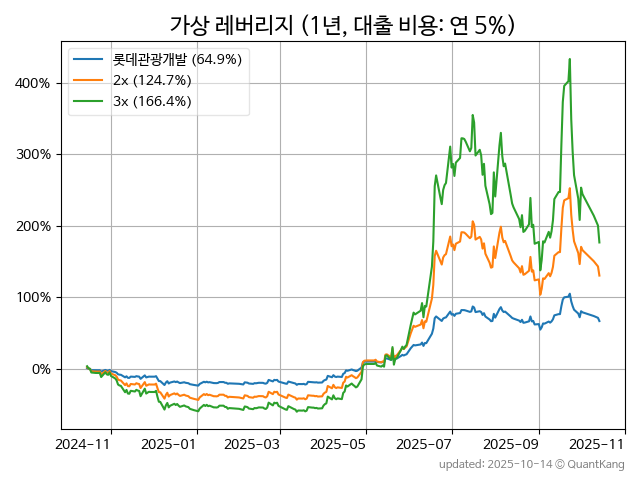 가상 레버리지 (1년, 대출 비용: 연 5%)
롯데관광개발 (64.9%)
2x (124.7%)
3x (166.4%)
400%
300%
200%
100%
0%
2024-11 2025-01 2025-03 2025-05 2025-07 2025-09 2025-11
updated: 2025-10-14 © QuantKang